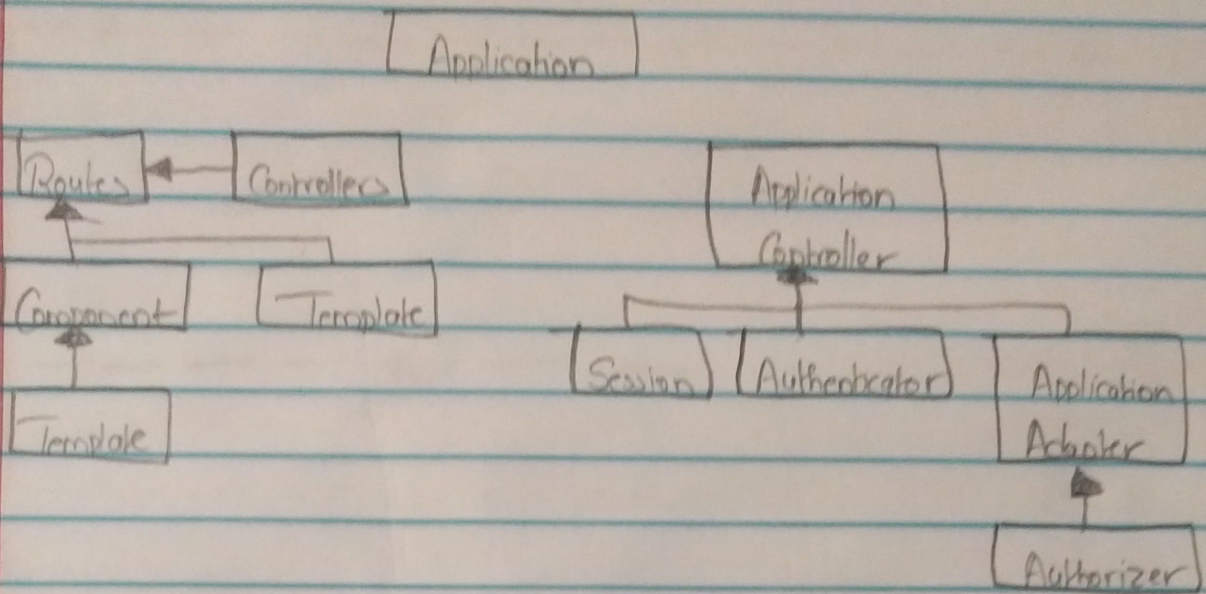 Application
Routes
Controllers
Application
Controller
Component
Template
Session
Authenticator
Application
Adapter
Template
Authorizer